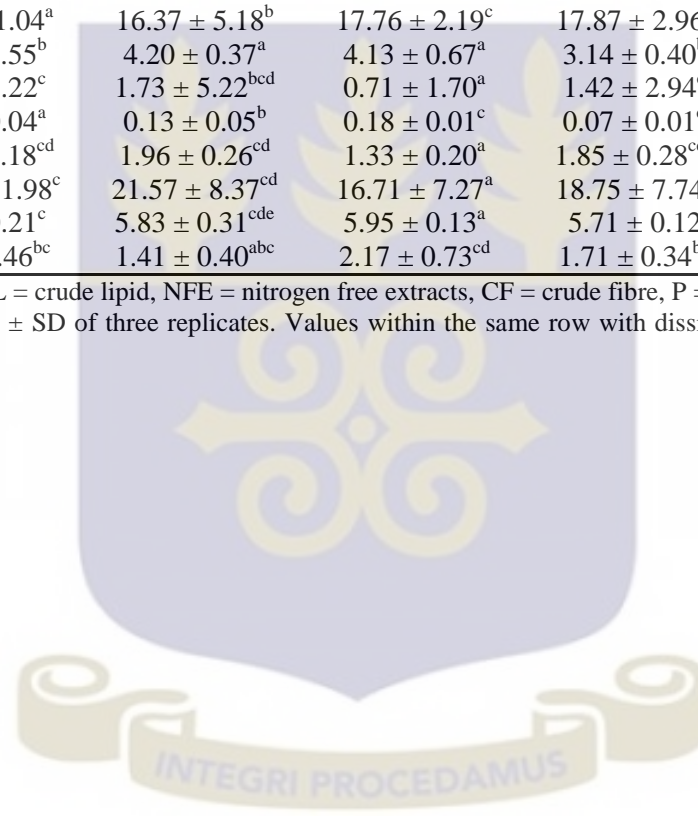 1.04ᵃ 16.37 ± 5.18ᵇ 17.76 ± 2.19ᶜ 17.87 ± 2.96
.55ᵇ 4.20 ± 0.37ᵃ 4.13 ± 0.67ᵃ 3.14 ± 0.40
.22ᶜ 1.73 ± 5.22ᵇᶜᵈ 0.71 ± 1.70ᵃ 1.42 ± 2.94
.04ᵃ 0.13 ± 0.05ᵇ 0.18 ± 0.01ᶜ 0.07 ± 0.01
.18ᶜᵈ 1.96 ± 0.26ᶜᵈ 1.33 ± 0.20ᵃ 1.85 ± 0.28
1.98ᶜ 21.57 ± 8.37ᶜᵈ 16.71 ± 7.27ᵃ 18.75 ± 7.74
.21ᶜ 5.83 ± 0.31ᶜᵈᵉ 5.95 ± 0.13ᵃ 5.71 ± 0.12
.46ᵇᶜ 1.41 ± 0.40ᵃᵇᶜ 2.17 ± 0.73ᶜᵈ 1.71 ± 0.34
L = crude lipid, NFE = nitrogen free extracts, CF = crude fibre, P =
± SD of three replicates. Values within the same row with diss
INTEGRI PROCEDAMUS